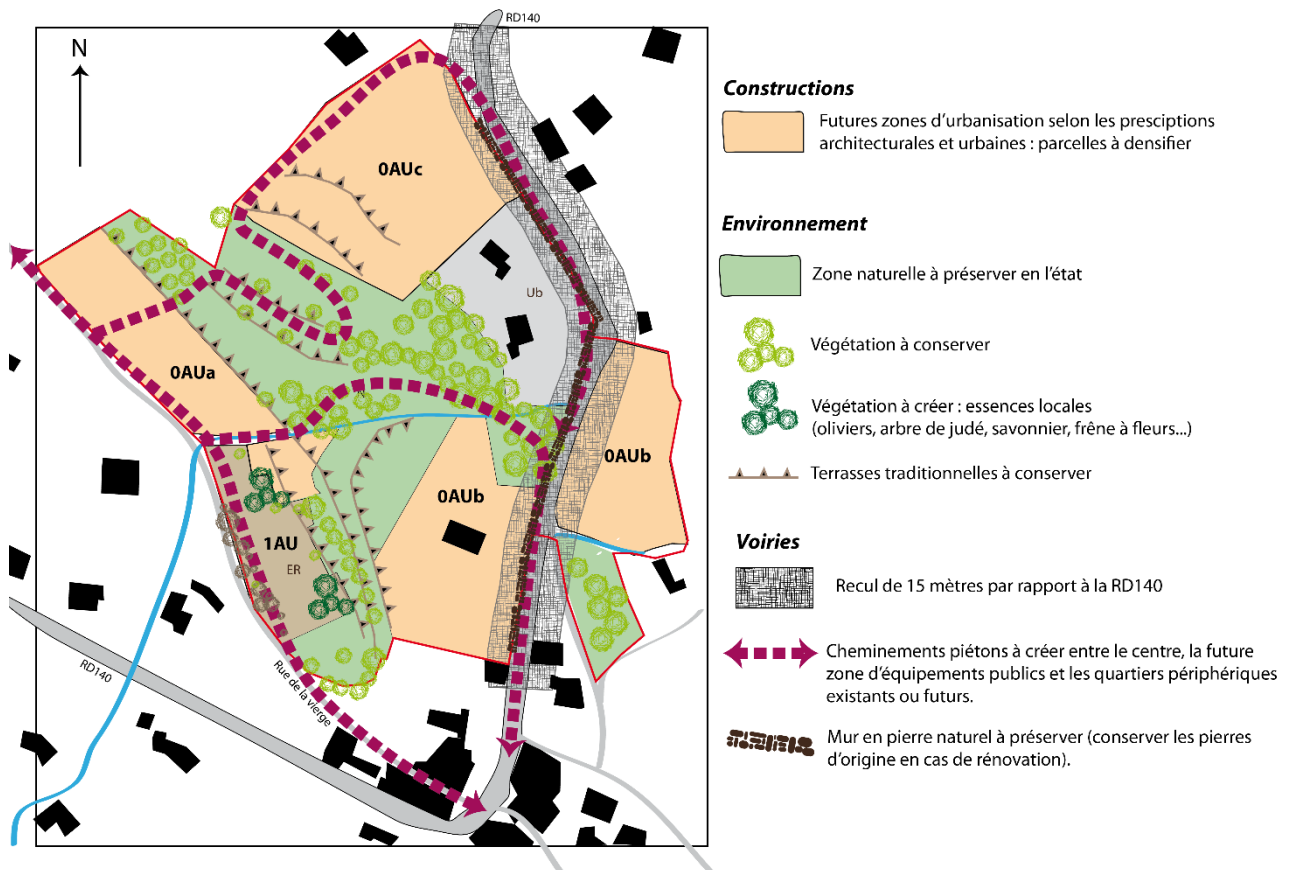 RD140
N
0AUc
Ub
0AUa
0AUb
0AUb
1AU
ER
RD140
Rue de la vierge
Constructions
Futures zones d'urbanisation selon les presciptions
architecturales et urbaines : parcelles à densifier
Environnement
Zone naturelle à préserver en l'état
Végétation à conserver
Végétation à créer : essences locales
(oliviers, arbre de judé, savonnier, frêne à fleurs...)
Terrasses traditionnelles à conserver
Voiries
Recul de 15 mètres par rapport à la RD140
Cheminements piétons à créer entre le centre, la future
zone d'équipements publics et les quartiers périphériques
existants ou futurs.
Mur en pierre naturel à préserver (conserver les pierres
d'origine en cas de rénovation).